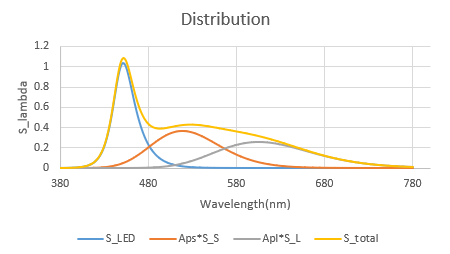 Distribution
1.2
1
0.8
0.6
0.4
0.2
0
S_lambda
380 480 580 680 780
Wavelength(nm)
S_LED Aps*S_S Apl*S_L S_total